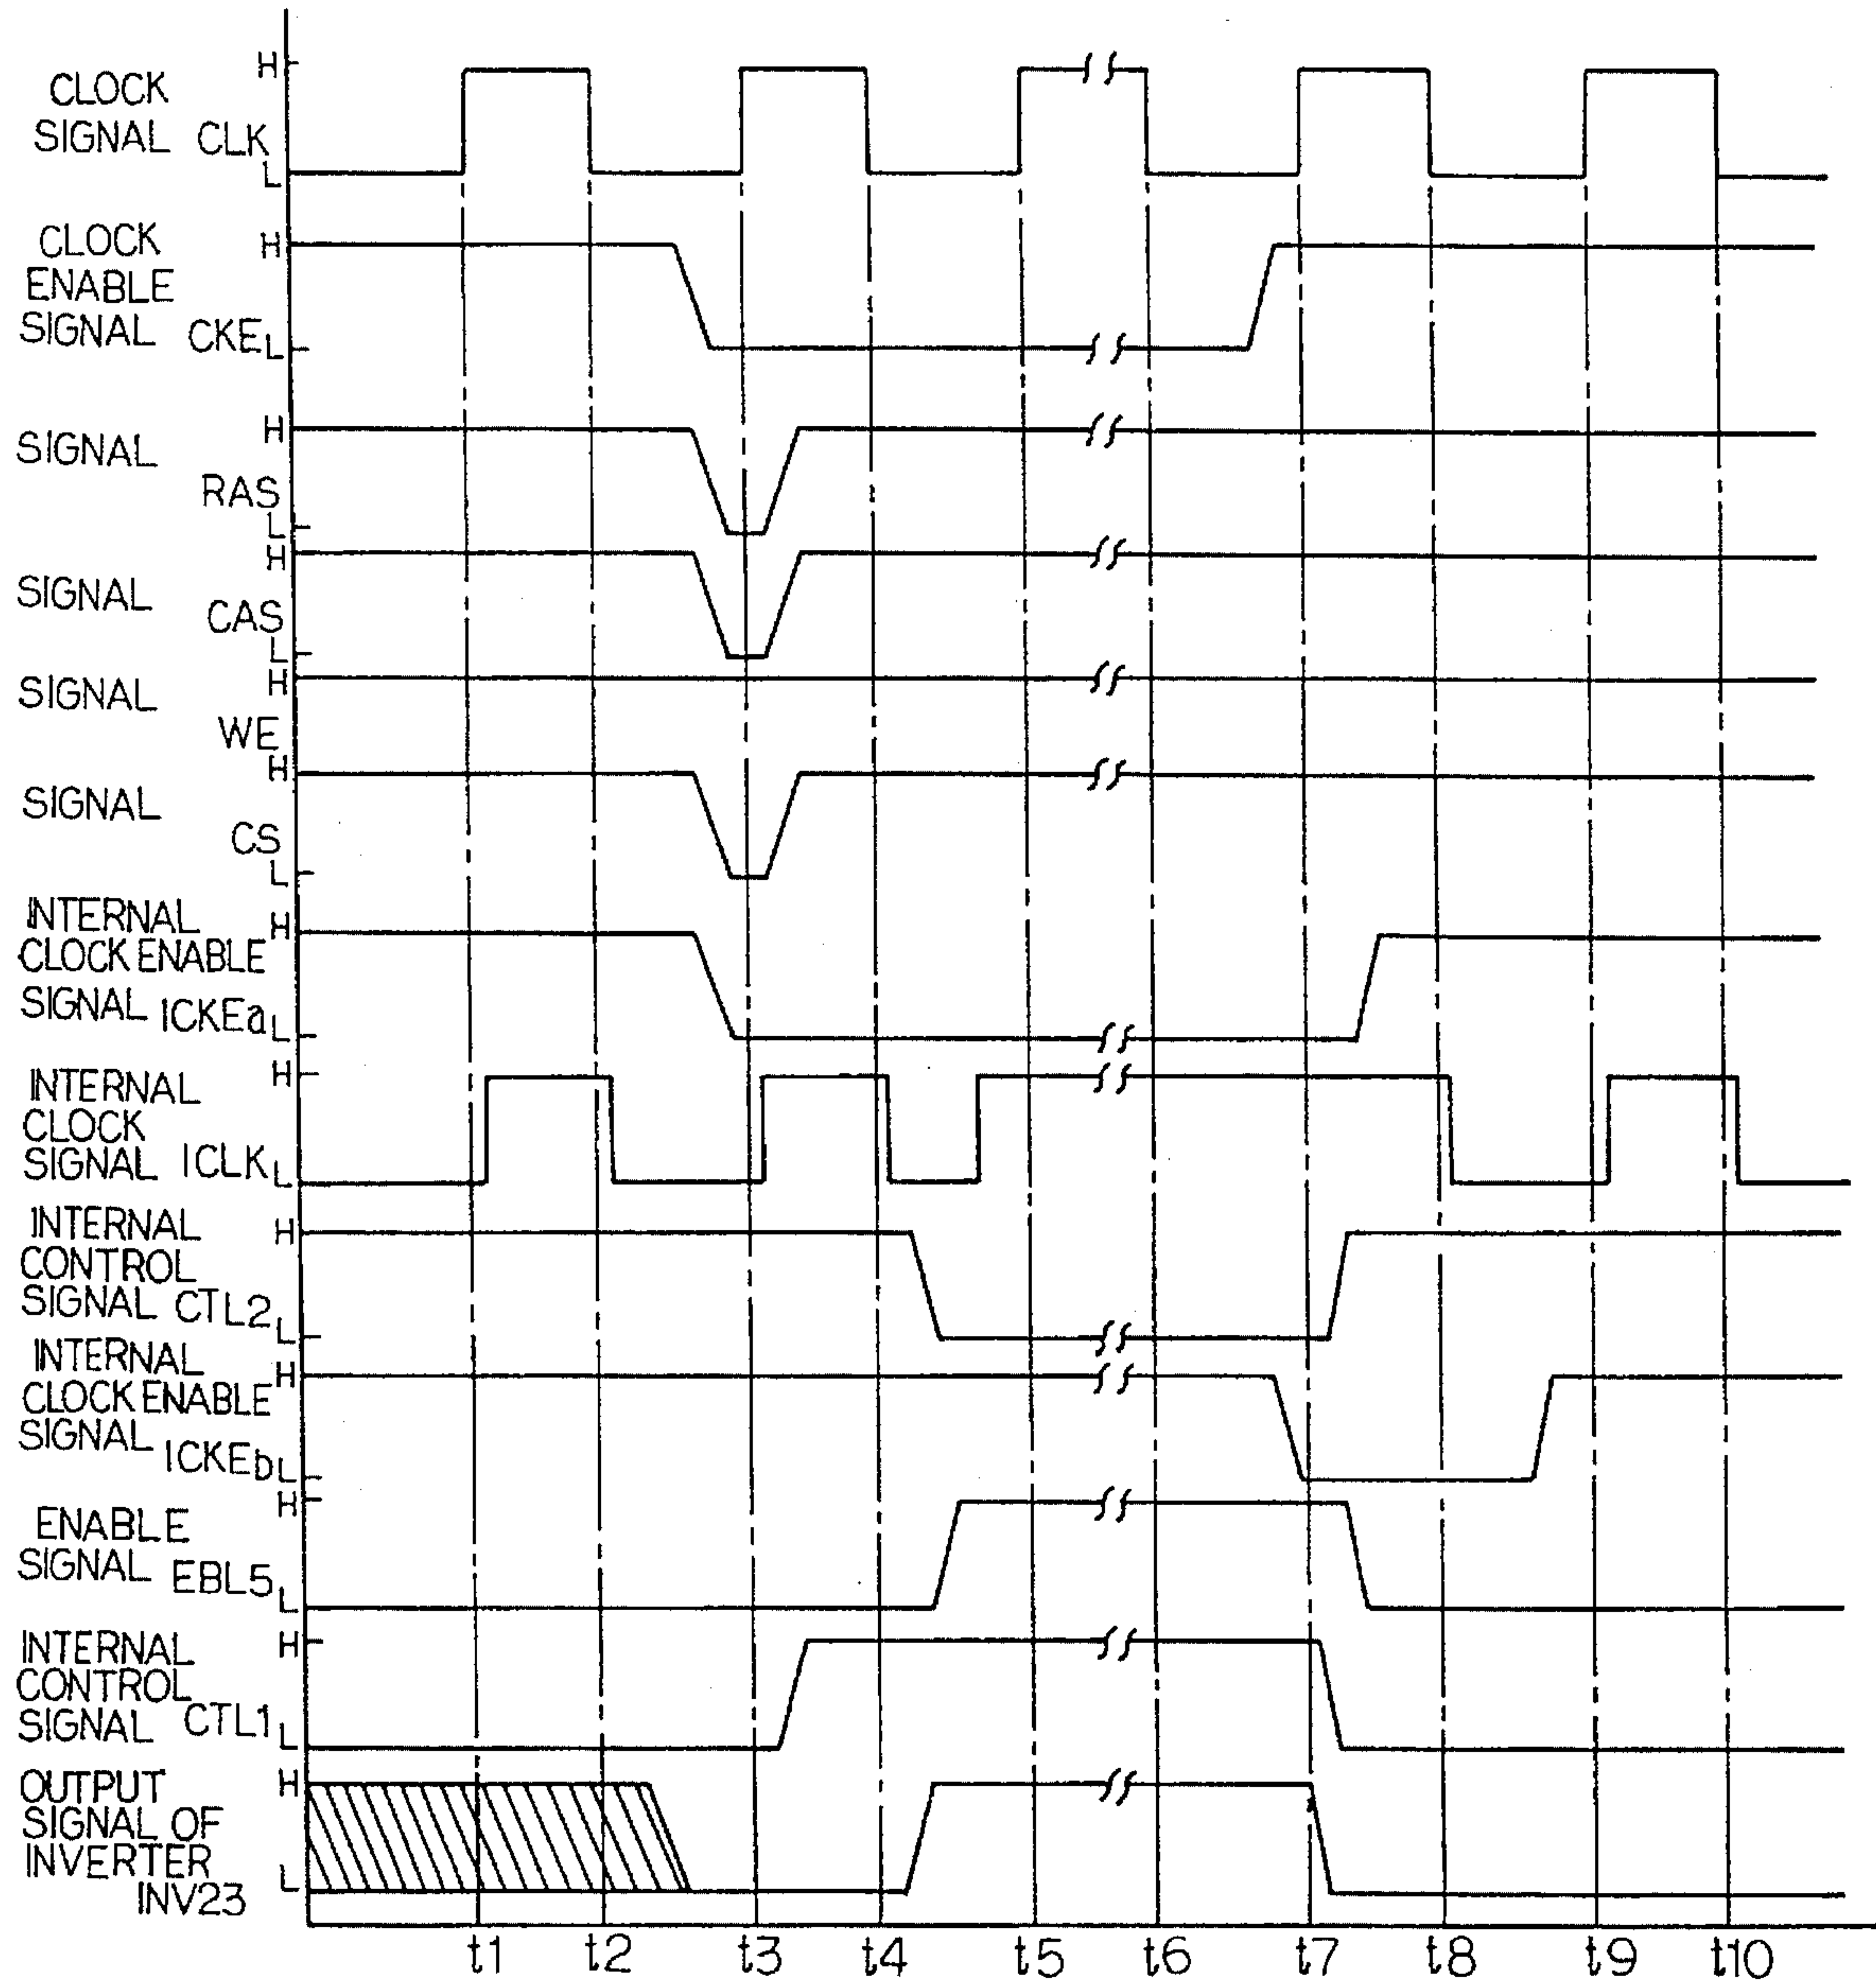 H
CLOCK
SIGNAL CLK
L
CLOCK H
ENABLE
SIGNAL CKE L
H
SIGNAL
RAS
L
H
SIGNAL
CAS
L
H
SIGNAL
WE
H
SIGNAL
CS
L
INTERNAL H
CLOCK ENABLE
SIGNAL ICKEa L
H
INTERNAL
CLOCK
SIGNAL ICLK L
INTERNAL H
CONTROL
SIGNAL CTL2
L
INTERNAL
CLOCK ENABLE H
SIGNAL
ICKEb L
H
ENABLE
SIGNAL EBL5
L
INTERNAL H
CONTROL
SIGNAL CTL1 L
OUTPUT H
SIGNAL OF
INVERTER
INV23 L
t1 t2 t3 t4 t5 t6 t7 t8 t9 t10